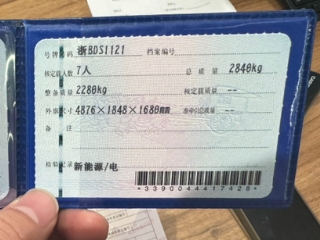 号牌号码 浙BDS1121 档案编号
核定载人数 7人 总质量 2840kg
整备质量 2280kg 核定载质量 --
外廓尺寸 4876×1848×1680mm 准牵引总质量 --
备注
检验记录 新能源/电
*3390044417428*